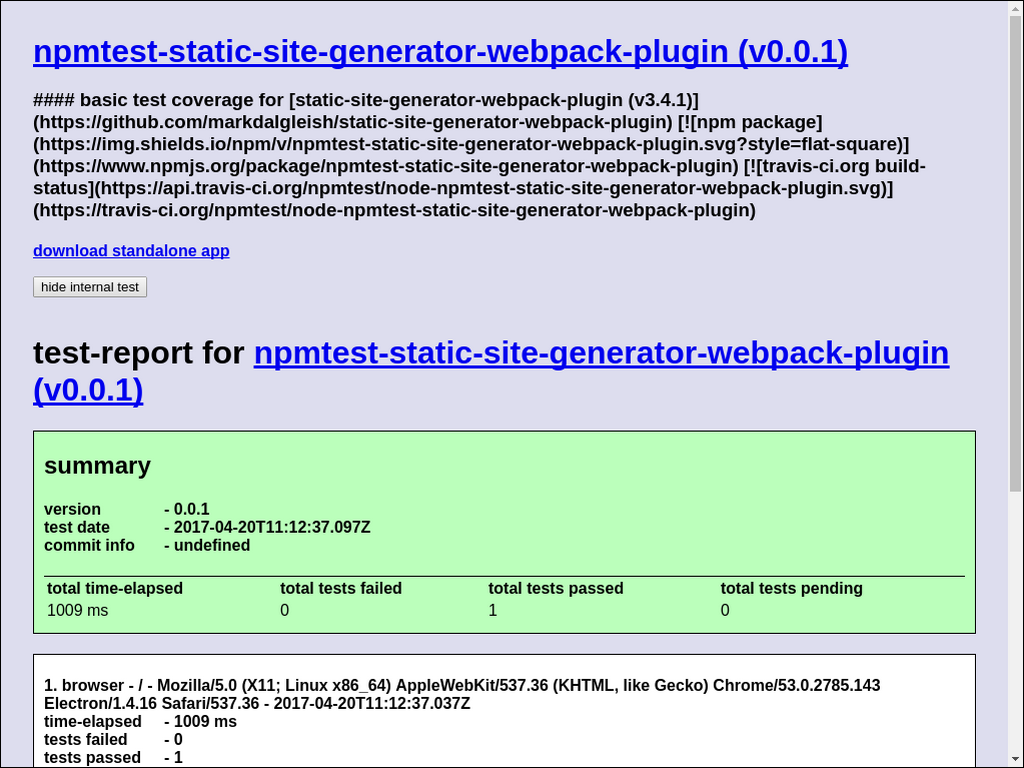 npmtest-static-site-generator-webpack-plugin (v0.0.1)
#### basic test coverage for [static-site-generator-webpack-plugin (v3.4.1)]
(https://github.com/markdalgleish/static-site-generator-webpack-plugin) [![npm package]
(https://img.shields.io/npm/v/npmtest-static-site-generator-webpack-plugin.svg?style=flat-square)]
(https://www.npmjs.org/package/npmtest-static-site-generator-webpack-plugin) [![travis-ci.org build-
status](https://api.travis-ci.org/npmtest/node-npmtest-static-site-generator-webpack-plugin.svg)]
(https://travis-ci.org/npmtest/node-npmtest-static-site-generator-webpack-plugin)
download standalone app
hide internal test
test-report for npmtest-static-site-generator-webpack-plugin
(v0.0.1)
summary
version - 0.0.1
test date - 2017-04-20T11:12:37.097Z
commit info - undefined
total time-elapsed total tests failed total tests passed total tests pending
1009 ms 0 1 0
1. browser - / - Mozilla/5.0 (X11; Linux x86_64) AppleWebKit/537.36 (KHTML, like Gecko) Chrome/53.0.2785.143
Electron/1.4.16 Safari/537.36 - 2017-04-20T11:12:37.037Z
time-elapsed - 1009 ms
tests failed - 0
tests passed - 1